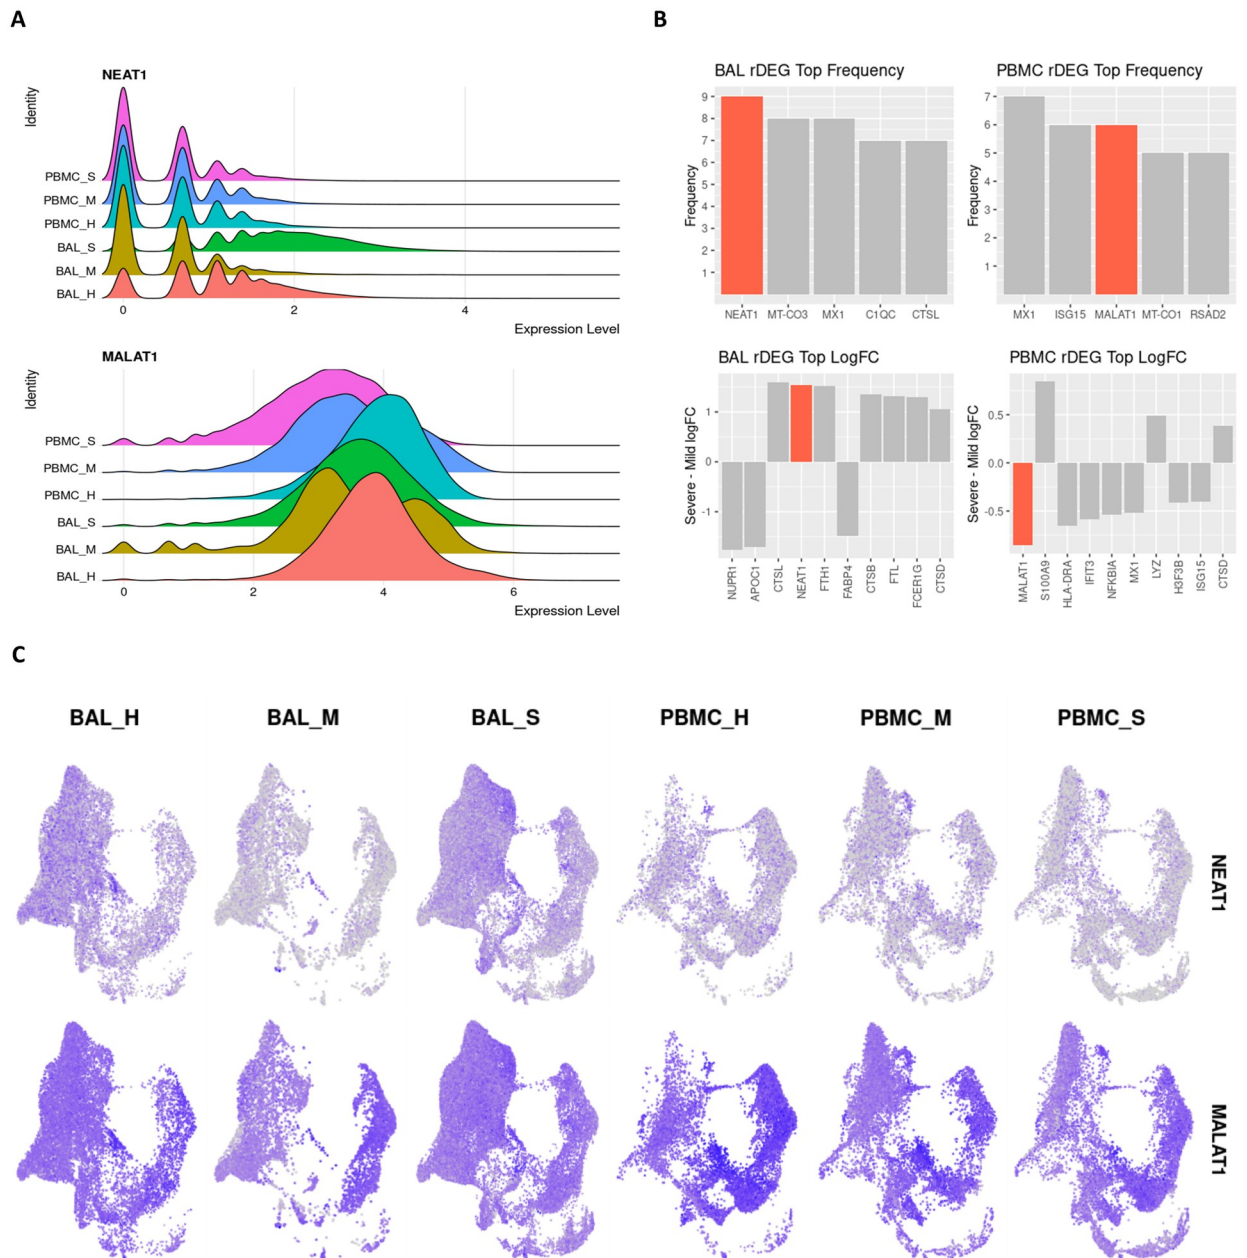 A
NEAT1
Identity
PBMC_S
PBMC_M
PBMC_H
BAL_S
BAL_M
BAL_H
0 2 4
Expression Level
MALAT1
Identity
PBMC_S
PBMC_M
PBMC_H
BAL_S
BAL_M
BAL_H
0 2 4 6
Expression Level
B
BAL rDEG Top Frequency
Frequency
9
8
7
6
5
4
3
2
1
NEAT1 MT-CO3 MX1 C1QC CTSL
PBMC rDEG Top Frequency
Frequency
7
6
5
4
3
2
1
MX1 ISG15 MALAT1 MT-CO1 RSAD2
BAL rDEG Top LogFC
Severe - Mild logFC
1
0
-1
NUPR1 APOC1 CTSL NEAT1 FTH1 FABP4 CTSB FTL FCER1G CTSD
PBMC rDEG Top LogFC
Severe - Mild logFC
0.5
0.0
-0.5
MALAT1 S100A9 HLA-DRA IFIT3 NFKBIA MX1 LYZ H3F3B ISG15 CTSD
C
BAL_H BAL_M BAL_S PBMC_H PBMC_M PBMC_S
NEAT1
MALAT1